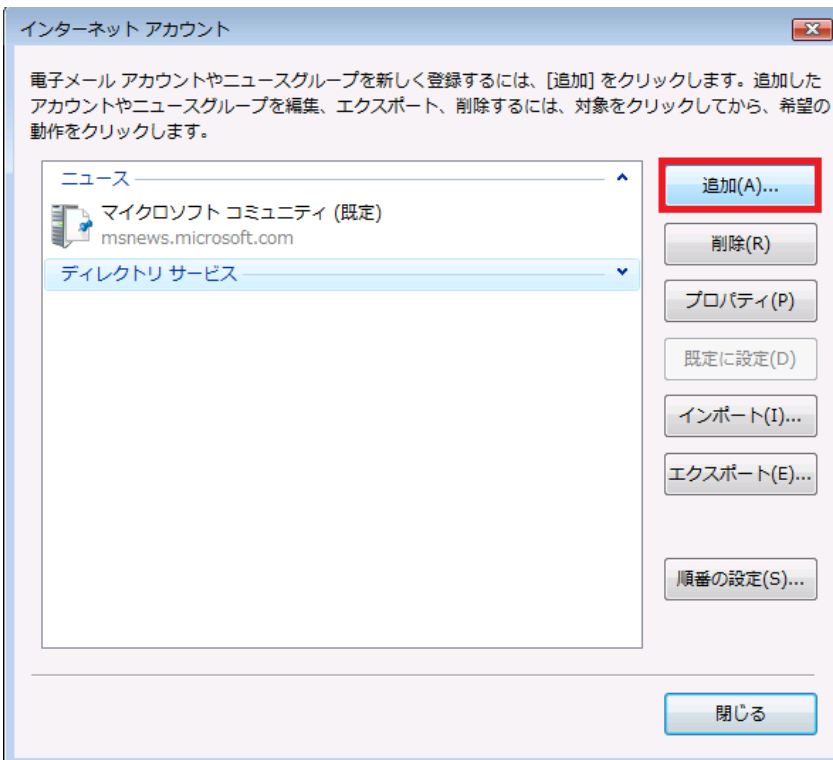 インターネット アカウント
電子メール アカウントやニュースグループを新しく登録するには、[追加] をクリックします。追加した
アカウントやニュースグループを編集、エクスポート、削除するには、対象をクリックしてから、希望の
動作をクリックします。
ニュース
マイクロソフト コミュニティ (既定)
msnews.microsoft.com
ディレクトリ サービス
追加(A)...
削除(R)
プロパティ(P)
既定に設定(D)
インポート(I)...
エクスポート(E)...
順番の設定(S)...
閉じる